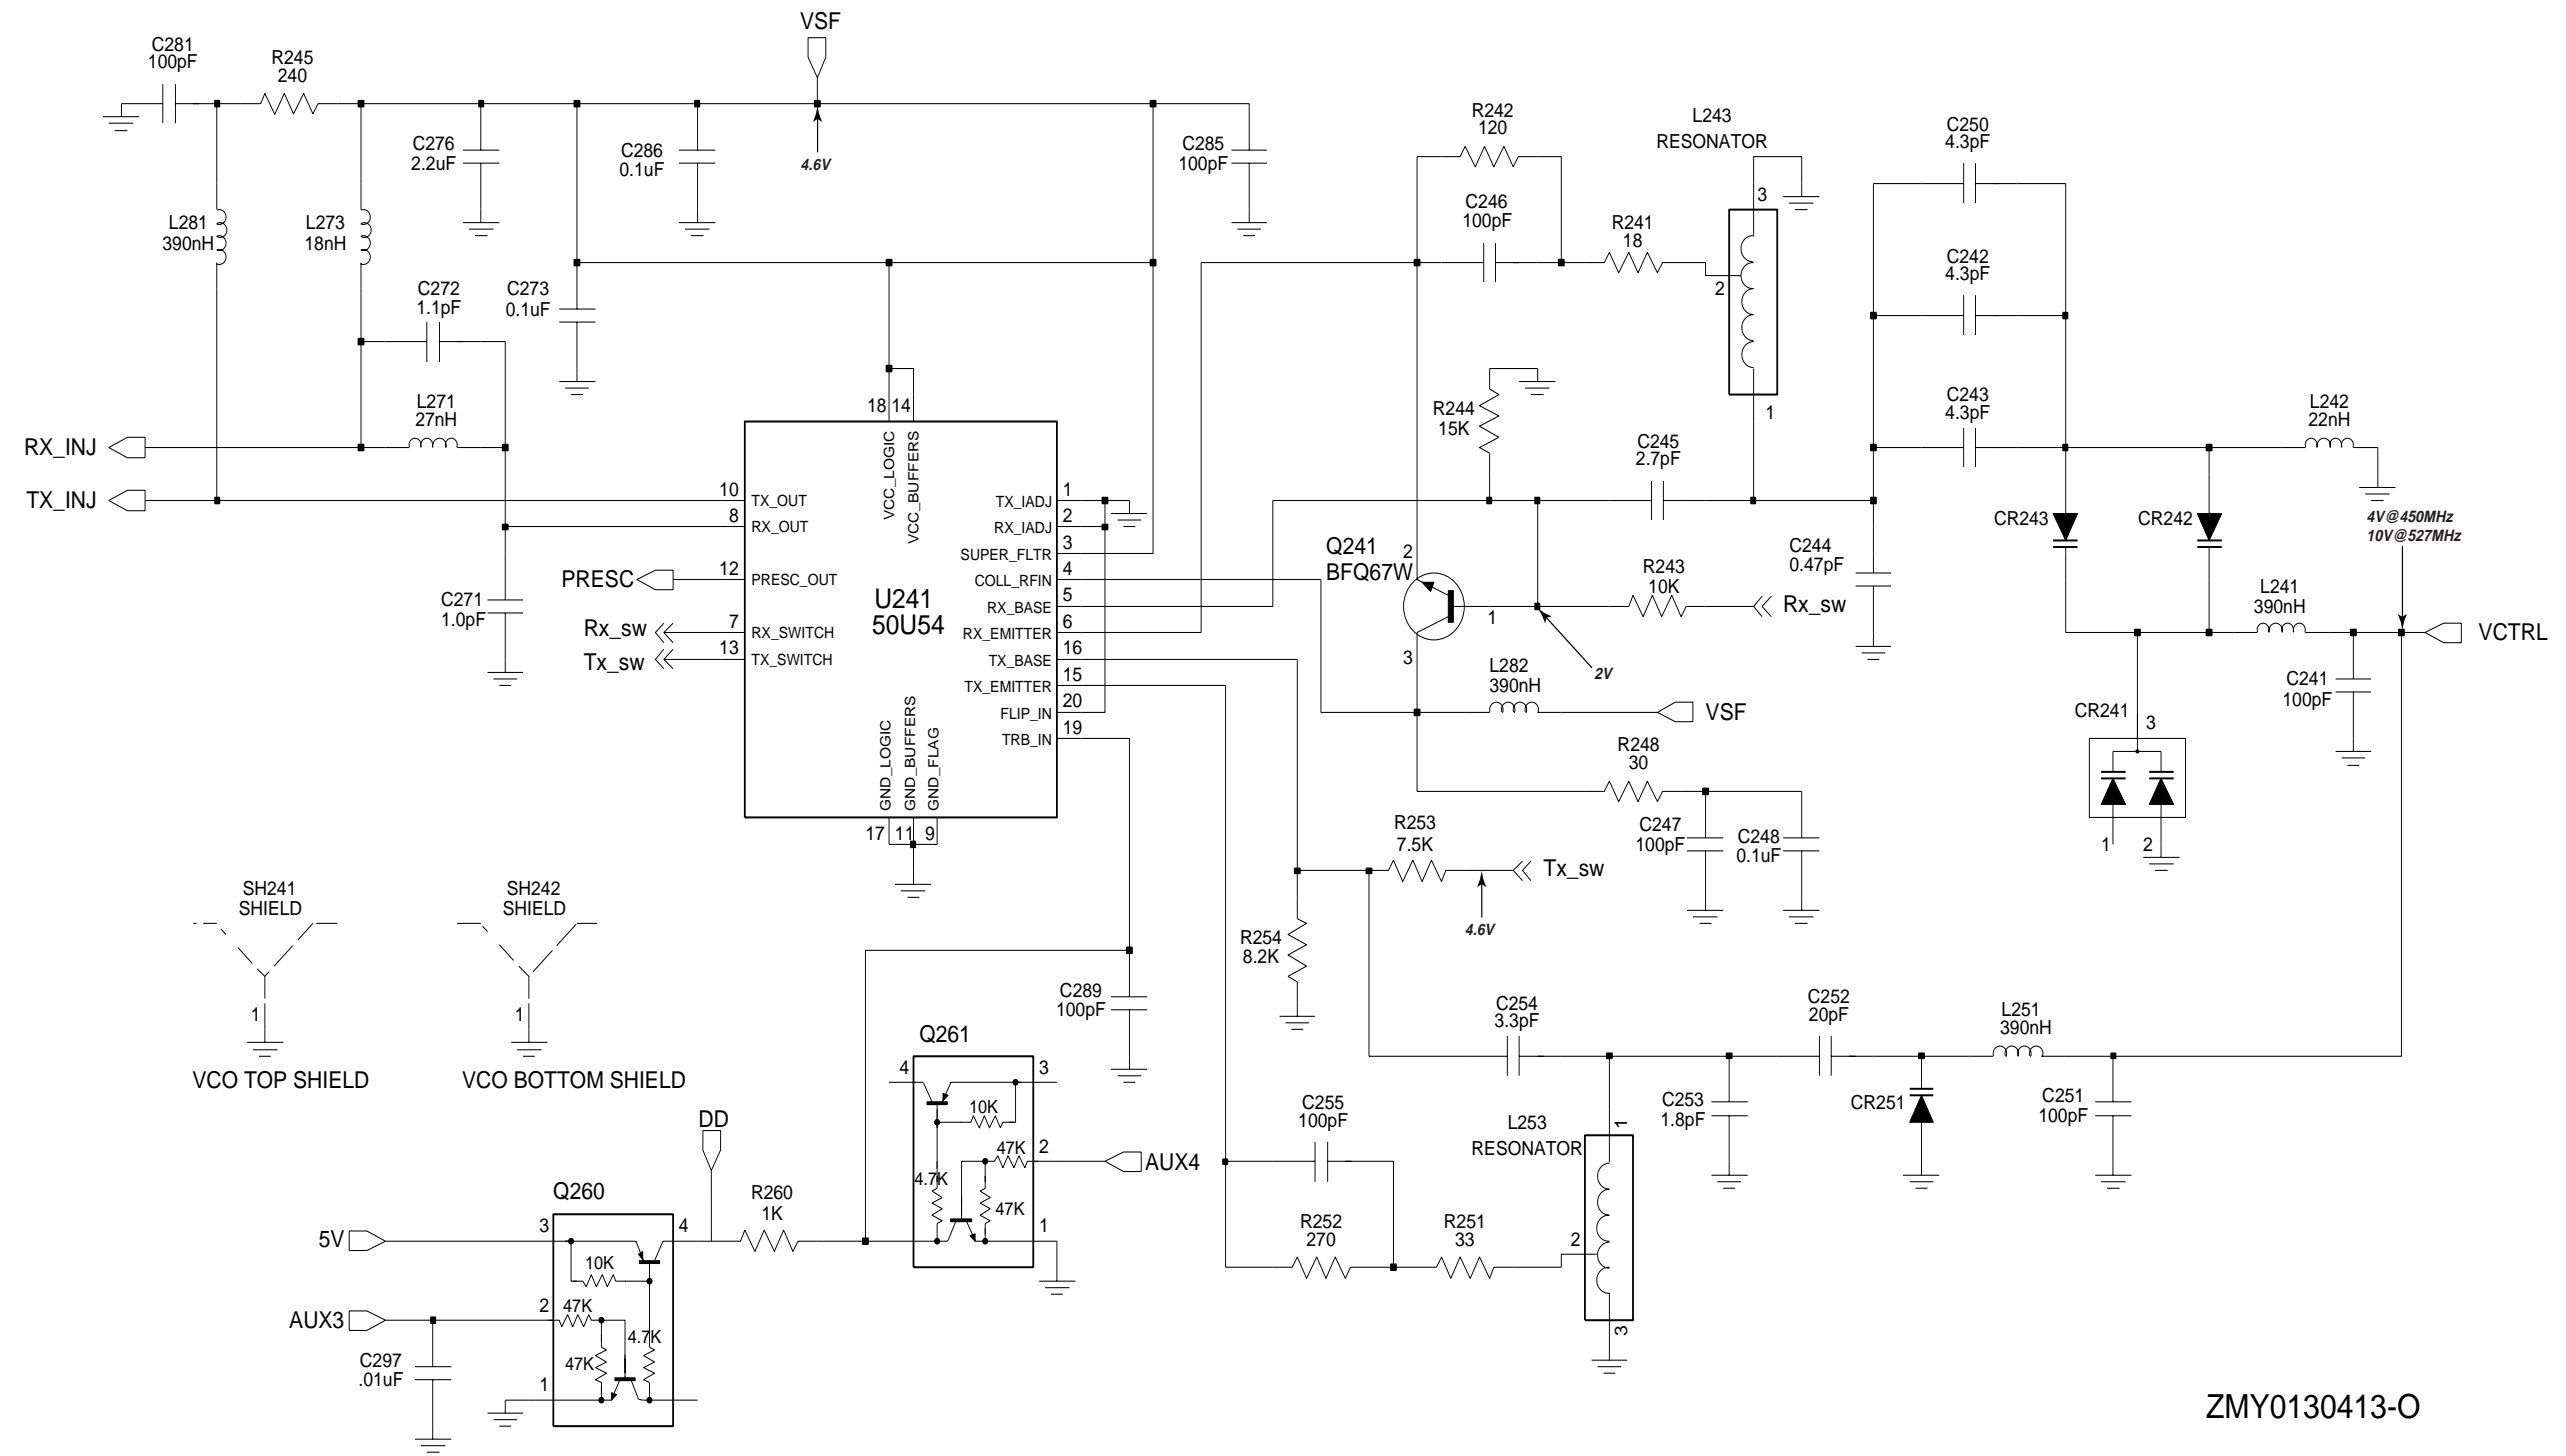 VSF
C281
100pF
R245
240
C276
2.2uF
C286
0.1uF
4.6V
C285
100pF
R242
120
L243
RESONATOR
C250
4.3pF
L281
390nH
L273
18nH
C246
100pF
R241
18
3
2
1
C242
4.3pF
C272
1.1pF
C273
0.1uF
L271
27nH
R244
15K
C245
2.7pF
C243
4.3pF
L242
22nH
RX_INJ
TX_INJ
18
14
VCC_LOGIC
VCC_BUFFERS
10
TX_OUT
8
RX_OUT
12
PRESC_OUT
PRESC
7
RX_SWITCH
Rx_sw
13
TX_SWITCH
Tx_sw
U241
50U54
TX_IADJ
1
RX_IADJ
2
SUPER_FLTR
3
COLL_RFIN
4
RX_BASE
5
RX_EMITTER
6
TX_BASE
16
TX_EMITTER
15
FLIP_IN
20
TRB_IN
19
GND_LOGIC
GND_BUFFERS
GND_FLAG
17
11
9
C271
1.0pF
Q241
BFQ67W
2
1
3
R243
10K
Rx_sw
2V
C244
0.47pF
CR243
CR242
4V@450MHz
10V@527MHz
L241
390nH
VCTRL
C241
100pF
CR241
3
1
2
L282
390nH
VSF
R248
30
C247
100pF
C248
0.1uF
R253
7.5K
Tx_sw
4.6V
R254
8.2K
SH241
SHIELD
1
VCO TOP SHIELD
SH242
SHIELD
1
VCO BOTTOM SHIELD
C289
100pF
Q261
4
3
10K
47K
2
AUX4
4.7K
47K
1
C254
3.3pF
C252
20pF
L251
390nH
C253
1.8pF
CR251
C251
100pF
C255
100pF
L253
RESONATOR
1
2
3
R252
270
R251
33
DD
Q260
R260
1K
5V
3
4
10K
AUX3
2
47K
4.7K
47K
1
C297
.01uF
ZMY0130413-O